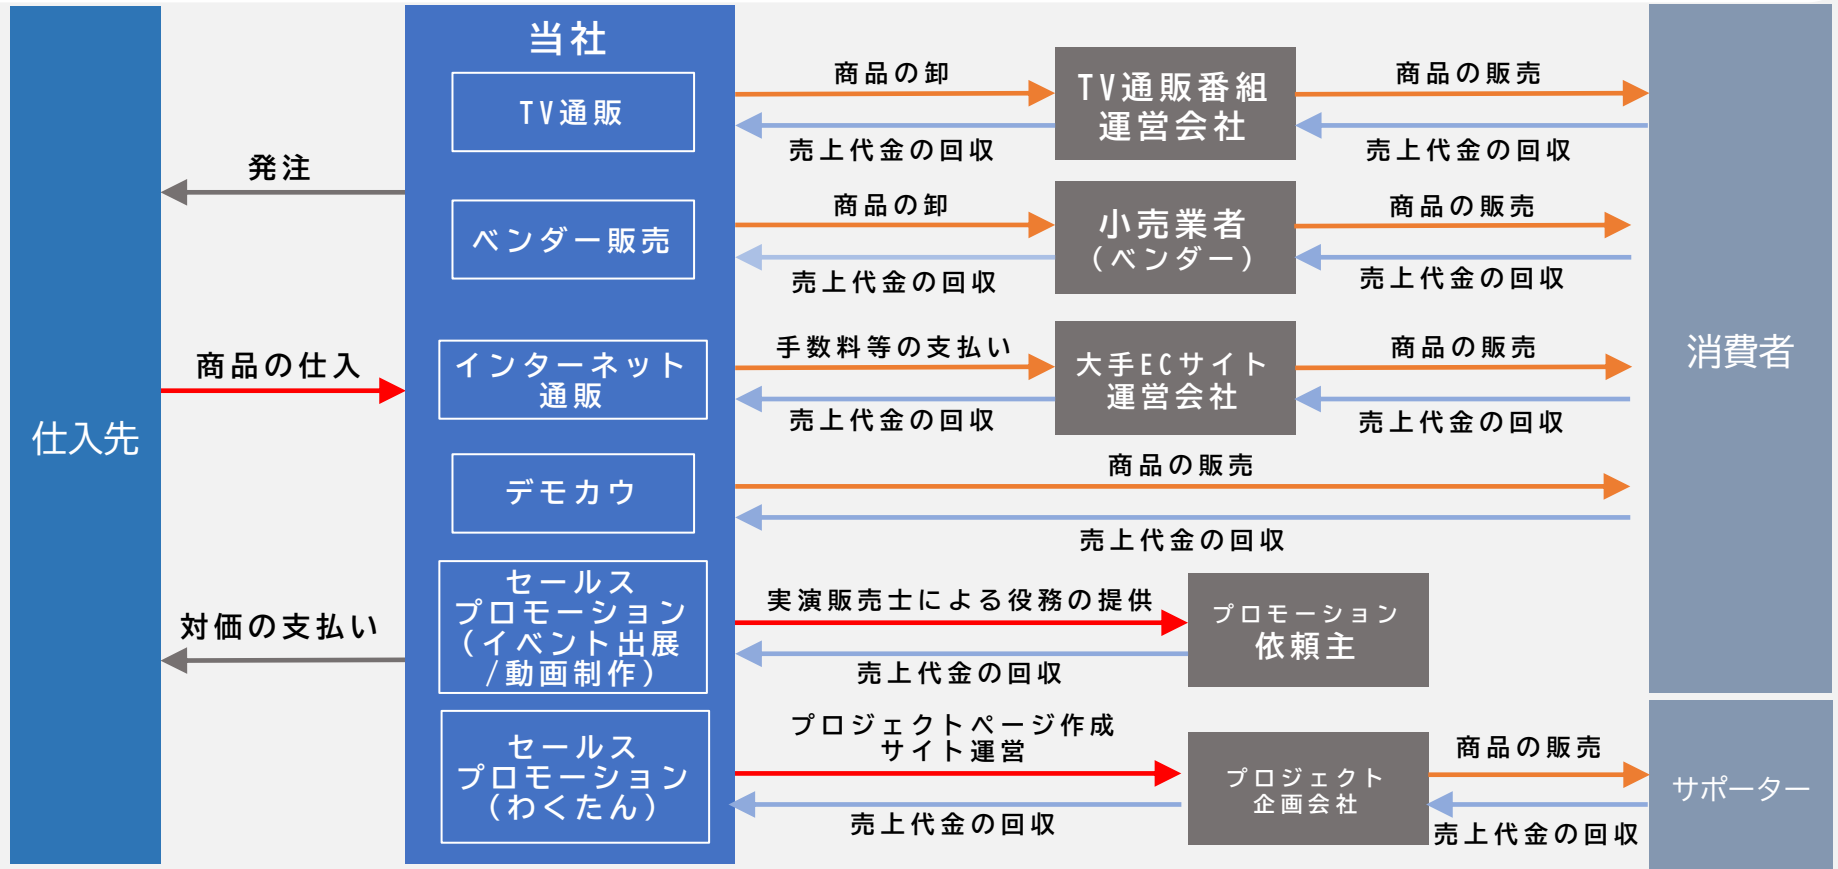 仕入先
発注
商品の仕入
対価の支払い
当社
TV通販
商品の卸
売上代金の回収
TV通販番組
運営会社
商品の販売
売上代金の回収
ベンダー販売
商品の卸
売上代金の回収
小売業者
（ベンダー）
商品の販売
売上代金の回収
インターネット
通販
手数料等の支払い
売上代金の回収
大手ECサイト
運営会社
商品の販売
売上代金の回収
デモカウ
商品の販売
売上代金の回収
セールス
プロモーション
（イベント出展
/動画制作）
実演販売士による役務の提供
売上代金の回収
プロモーション
依頼主
消費者
セールス
プロモーション
（わくたん）
プロジェクトページ作成
サイト運営
売上代金の回収
プロジェクト
企画会社
商品の販売
売上代金の回収
サポーター